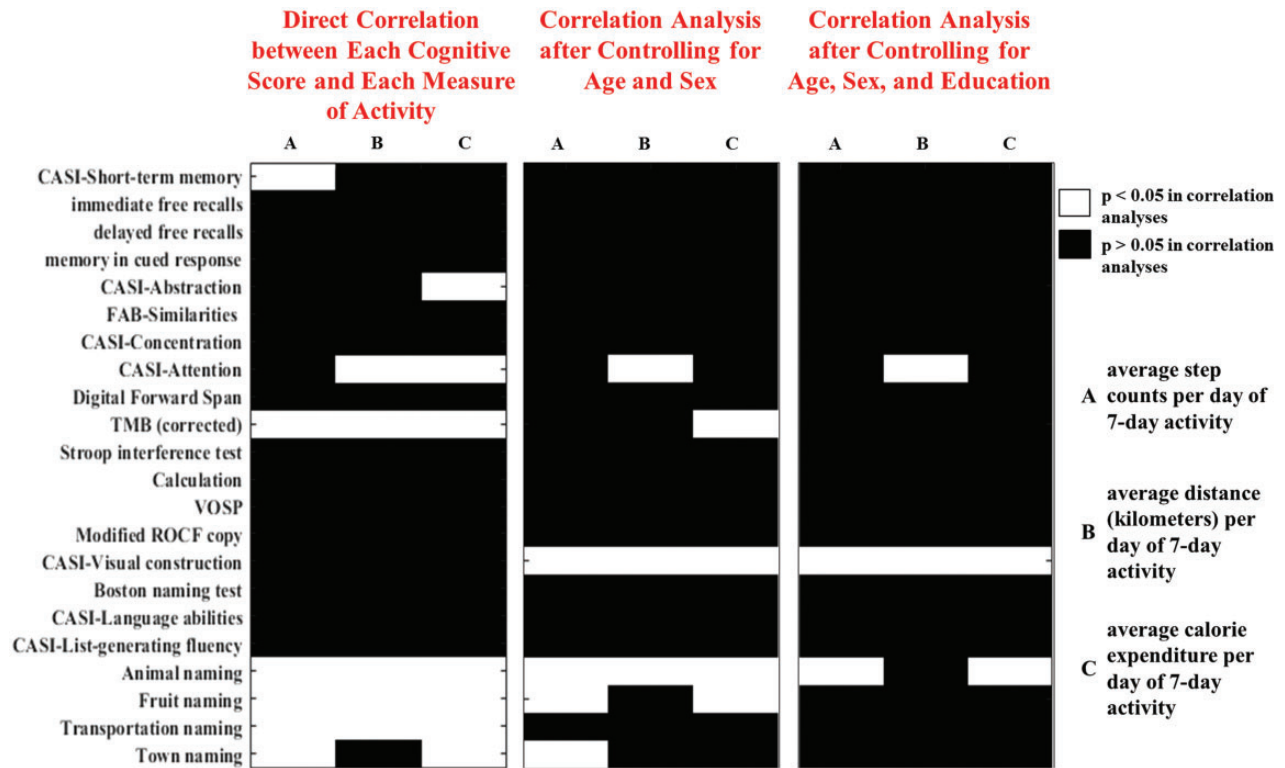 Direct Correlation
between Each Cognitive
Score and Each Measure
of Activity
Correlation Analysis
after Controlling for
Age and Sex
Correlation Analysis
after Controlling for
Age, Sex, and Education
A B C
A B C
A B C
CASI-Short-term memory
immediate free recalls
delayed free recalls
memory in cued response
CASI-Abstraction
FAB-Similarities
CASI-Concentration
CASI-Attention
Digital Forward Span
TMB (corrected)
Stroop interference test
Calculation
VOSP
Modified ROCF copy
CASI-Visual construction
Boston naming test
CASI-Language abilities
CASI-List-generating fluency
Animal naming
Fruit naming
Transportation naming
Town naming
p < 0.05 in correlation
analyses
p > 0.05 in correlation
analyses
A
average step
counts per day of
7-day activity
B
average distance
(kilometers) per
day of 7-day
activity
C
average calorie
expenditure per
day of 7-day
activity